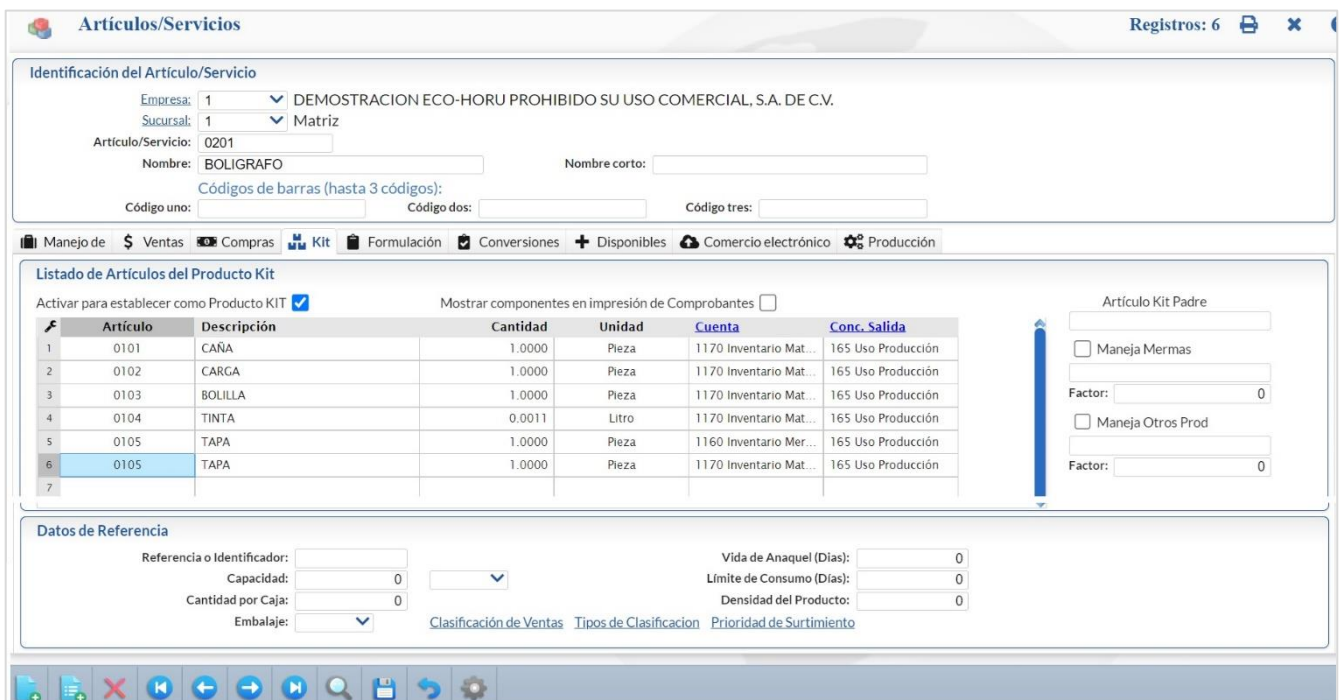 Artículos/Servicios Registros: 6
Identificación del Artículo/Servicio
Empresa: 1 DEMOSTRACION ECO-HORU PROHIBIDO SU USO COMERCIAL, S.A. DE C.V.
Sucursal: 1 Matriz
Artículo/Servicio: 0201
Nombre: BOLIGRAFO Nombre corto:
Códigos de barras (hasta 3 códigos):
Código uno: Código dos: Código tres:
Manejo de $ Ventas Compras Kit Formulación Conversiones Disponibles Comercio electrónico Producción
Listado de Artículos del Producto Kit
Activar para establecer como Producto KIT Mostrar componentes en impresión de Comprobantes Artículo Kit Padre
Artículo Descripción Cantidad Unidad Cuenta Conc. Salida
1 0101 CAÑA 1.0000 Pieza 1170 Inventario Mat... 165 Uso Producción
Maneja Mermas
2 0102 CARGA 1.0000 Pieza 1170 Inventario Mat... 165 Uso Producción
3 0103 BOLILLA 1.0000 Pieza 1170 Inventario Mat... 165 Uso Producción
Factor: 0
4 0104 TINTA 0.0011 Litro 1170 Inventario Mat... 165 Uso Producción
Maneja Otros Prod
5 0105 TAPA 1.0000 Pieza 1160 Inventario Mer... 165 Uso Producción
6 0105 TAPA 1.0000 Pieza 1170 Inventario Mat... 165 Uso Producción
Factor: 0
7
Datos de Referencia
Referencia o Identificador: Vida de Anaquel (Dias): 0
Capacidad: 0 Límite de Consumo (Días): 0
Cantidad por Caja: 0 Densidad del Producto: 0
Embalaje: Clasificación de Ventas Tipos de Clasificacion Prioridad de Surtimiento